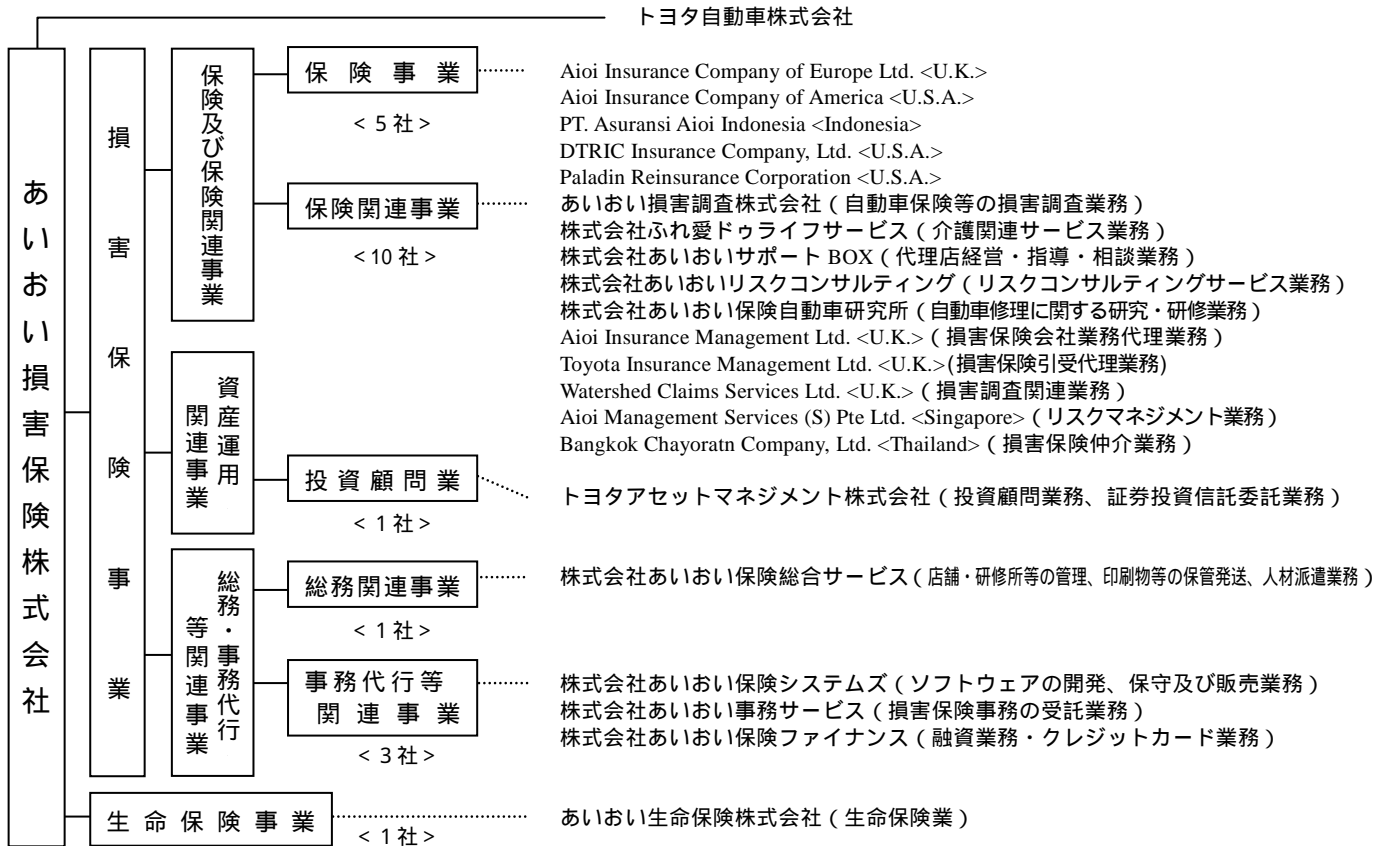 トヨタ自動車株式会社
あいおい損害保険株式会社
損害保険事業
保険及び保険関連事業
保険事業
< 5 社 >
Aioi Insurance Company of Europe Ltd. <U.K.>
Aioi Insurance Company of America <U.S.A.>
PT. Asuransi Aioi Indonesia <Indonesia>
DTRIC Insurance Company, Ltd. <U.S.A.>
Paladin Reinsurance Corporation <U.S.A.>
保険関連事業
< 10 社 >
あいおい損害調査株式会社（自動車保険等の損害調査業務）
株式会社ふれ愛ドゥライフサービス（介護関連サービス業務）
株式会社あいおいサポート BOX（代理店経営・指導・相談業務）
株式会社あいおいリスクコンサルティング（リスクコンサルティングサービス業務）
株式会社あいおい保険自動車研究所（自動車修理に関する研究・研修業務）
Aioi Insurance Management Ltd. <U.K.>（損害保険会社業務代理業務）
Toyota Insurance Management Ltd. <U.K.>(損害保険引受代理業務)
Watershed Claims Services Ltd. <U.K.>（損害調査関連業務）
Aioi Management Services (S) Pte Ltd. <Singapore>（リスクマネジメント業務）
Bangkok Chayoratn Company, Ltd. <Thailand>（損害保険仲介業務）
資産運用
関連事業
投資顧問業
< 1 社 >
トヨタアセットマネジメント株式会社（投資顧問業務、証券投資信託委託業務）
総務・事務代行
等関連事業
総務関連事業
< 1 社 >
株式会社あいおい保険総合サービス（店舗・研修所等の管理、印刷物等の保管発送、人材派遣業務）
事務代行等
関連事業
< 3 社 >
株式会社あいおい保険システムズ（ソフトウェアの開発、保守及び販売業務）
株式会社あいおい事務サービス（損害保険事務の受託業務）
株式会社あいおい保険ファイナンス（融資業務・クレジットカード業務）
生命保険事業
< 1 社 >
あいおい生命保険株式会社（生命保険業）